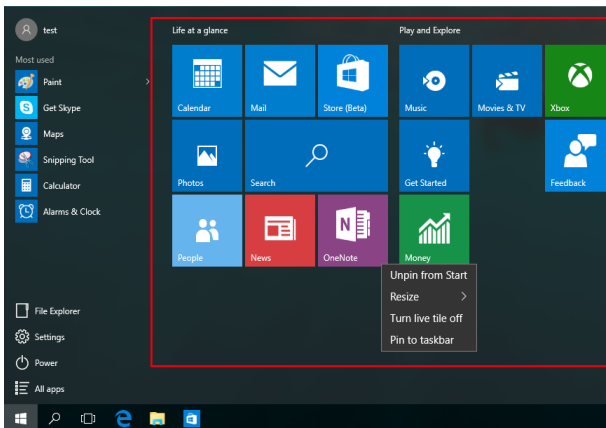 test
Most used
Paint
Get Skype
Maps
Snipping Tool
Calculator
Alarms & Clock
File Explorer
Settings
Power
All apps
Life at a glance
Calendar
Mail
Store (Beta)
Photos
Search
People
News
OneNote
Play and Explore
Music
Movies & TV
Xbox
Get Started
Feedback
Money
Unpin from Start
Resize
Turn live tile off
Pin to taskbar